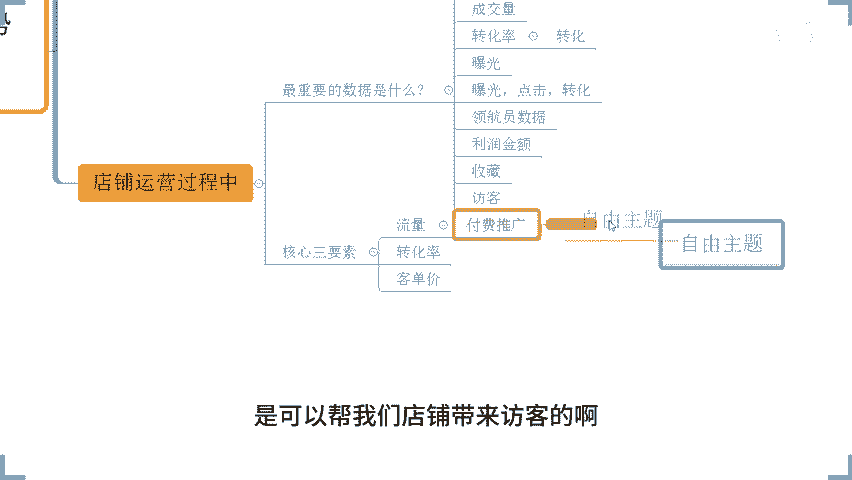 成交量
转化率
转化
曝光
最重要的数据是什么？
曝光，点击，转化
领航员数据
利润金额
收藏
店铺运营过程中
访客
流量
付费推广
自由主题
自由主题
核心三要素
转化率
客单价
是可以帮我们店铺带来访客的啊